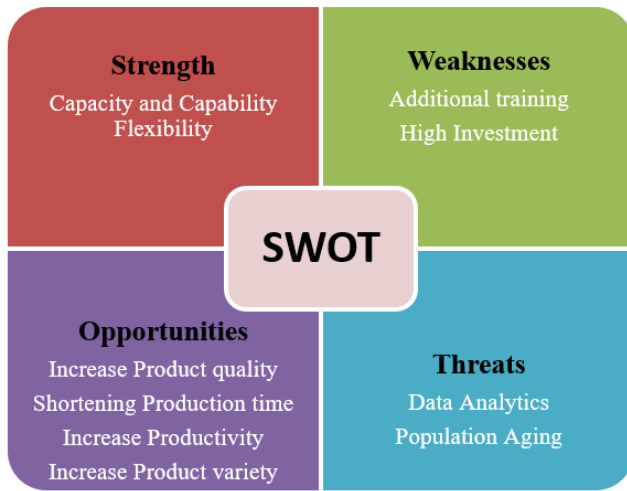 Strength
Capacity and Capability
Flexibility
Weaknesses
Additional training
High Investment
SWOT
Opportunities
Increase Product quality
Shortening Production time
Increase Productivity
Increase Product variety
Threats
Data Analytics
Population Aging